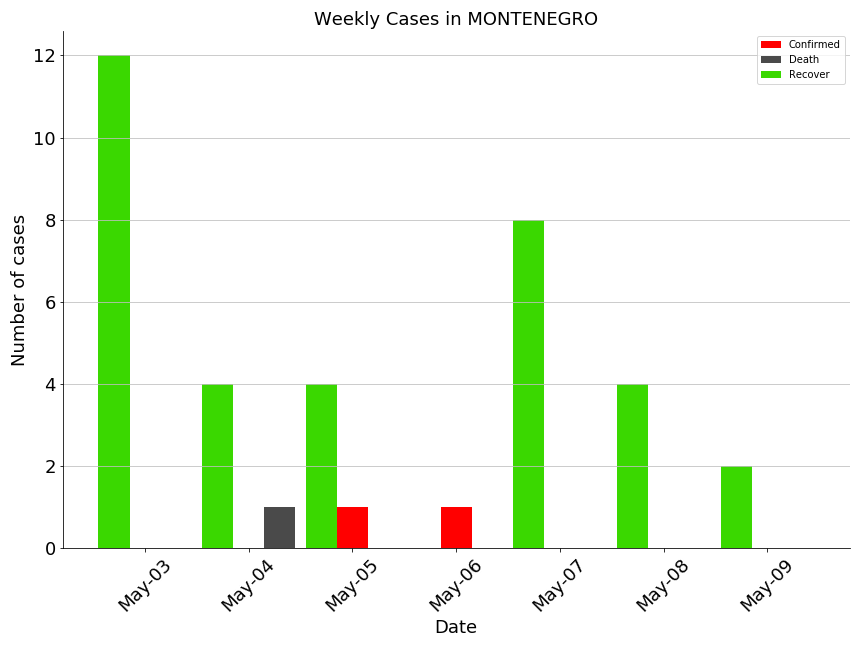 Weekly Cases in MONTENEGRO
Confirmed
Death
Recover
Number of cases
12
10
8
6
4
2
0
May-03
May-04
May-05
May-06
May-07
May-08
May-09
Date